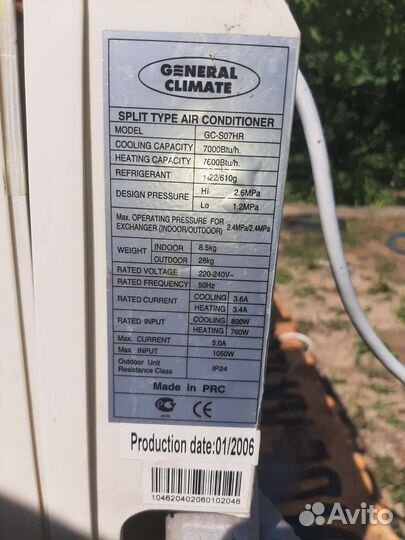 GENERAL
CLIMATE
SPLIT TYPE AIR CONDITIONER
MODEL GC-S07HR
COOLING CAPACITY 7000Btu/h.
HEATING CAPACITY 7600Btu/h.
REFRIGERANT R22/610g
DESIGN PRESSURE Hi 2.6MPa
Lo 1.2MPa
Max. OPERATING PRESSURE FOR
EXCHANGER (INDOOR/OUTDOOR) 2.4MPa/2.4MPa
WEIGHT INDOOR 8.5kg
OUTDOOR 28kg
RATED VOLTAGE 220-240V~
RATED FREQUENCY 50Hz
RATED CURRENT COOLING 3.6A
HEATING 3.4A
RATED INPUT COOLING 800W
HEATING 760W
Max. CURRENT 5.0A
Max. INPUT 1050W
Outdoor Unit
Resistance Class IP24
Made in PRC
CE
Production date:01/2006
104620402060102046
Avito